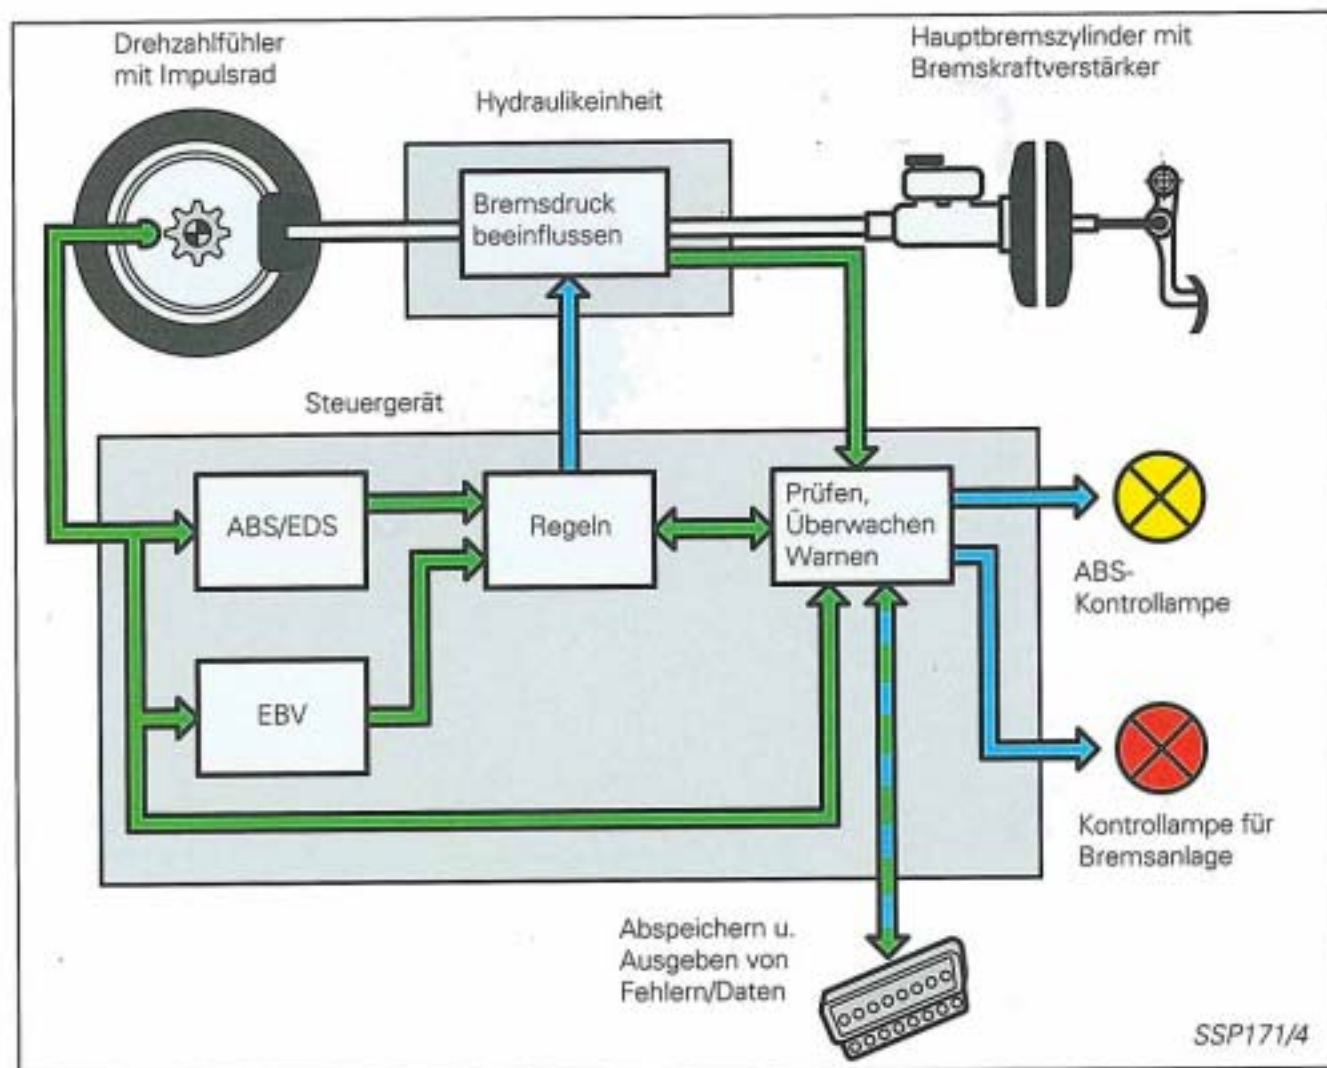 Drehzahlfühler
mit Impulsrad
Hauptbremszylinder mit
Bremskraftverstärker
Hydraulikeinheit
Bremsdruck
beeinflussen
Steuergerät
ABS/EDS
Regeln
Prüfen,
Überwachen
Warnen
ABS-
Kontrollampe
EBV
Kontrollampe für
Bremsanlage
Abspeichern u.
Ausgeben von
Fehlern/Daten
SSP171/4